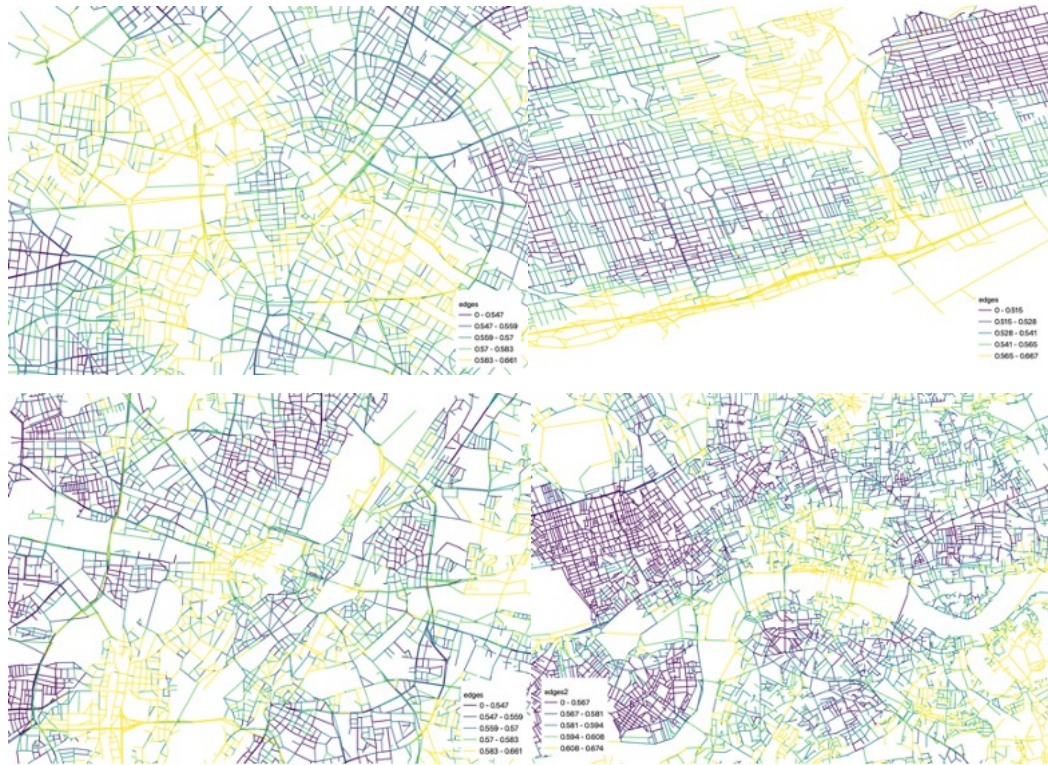 edges
0 - 0.547
0.547 - 0.559
0.559 - 0.57
0.57 - 0.583
0.583 - 0.661
edges
0 - 0.515
0.515 - 0.528
0.528 - 0.541
0.541 - 0.565
0.565 - 0.667
edges
0 - 0.547
0.547 - 0.559
0.559 - 0.57
0.57 - 0.583
0.583 - 0.661
edges2
0 - 0.567
0.567 - 0.581
0.581 - 0.594
0.594 - 0.608
0.608 - 0.674